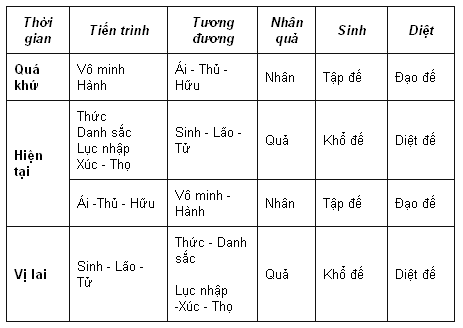 Thời gian Tiến trình Tương đương Nhân quả Sinh Diệt
Quá khứ Vô minh Hành Ái - Thủ - Hữu Nhân Tập đế Đạo đế
Hiện tại Thức Danh sắc Lục nhập Xúc - Thọ Sinh - Lão - Tử Quả Khổ đế Diệt đế
Ái -Thủ - Hữu Vô minh - Hành Nhân Tập đế Đạo đế
Vị lai Sinh - Lão - Tử Thức - Danh sắc Lục nhập -Xúc - Thọ Quả Khổ đế Diệt đế